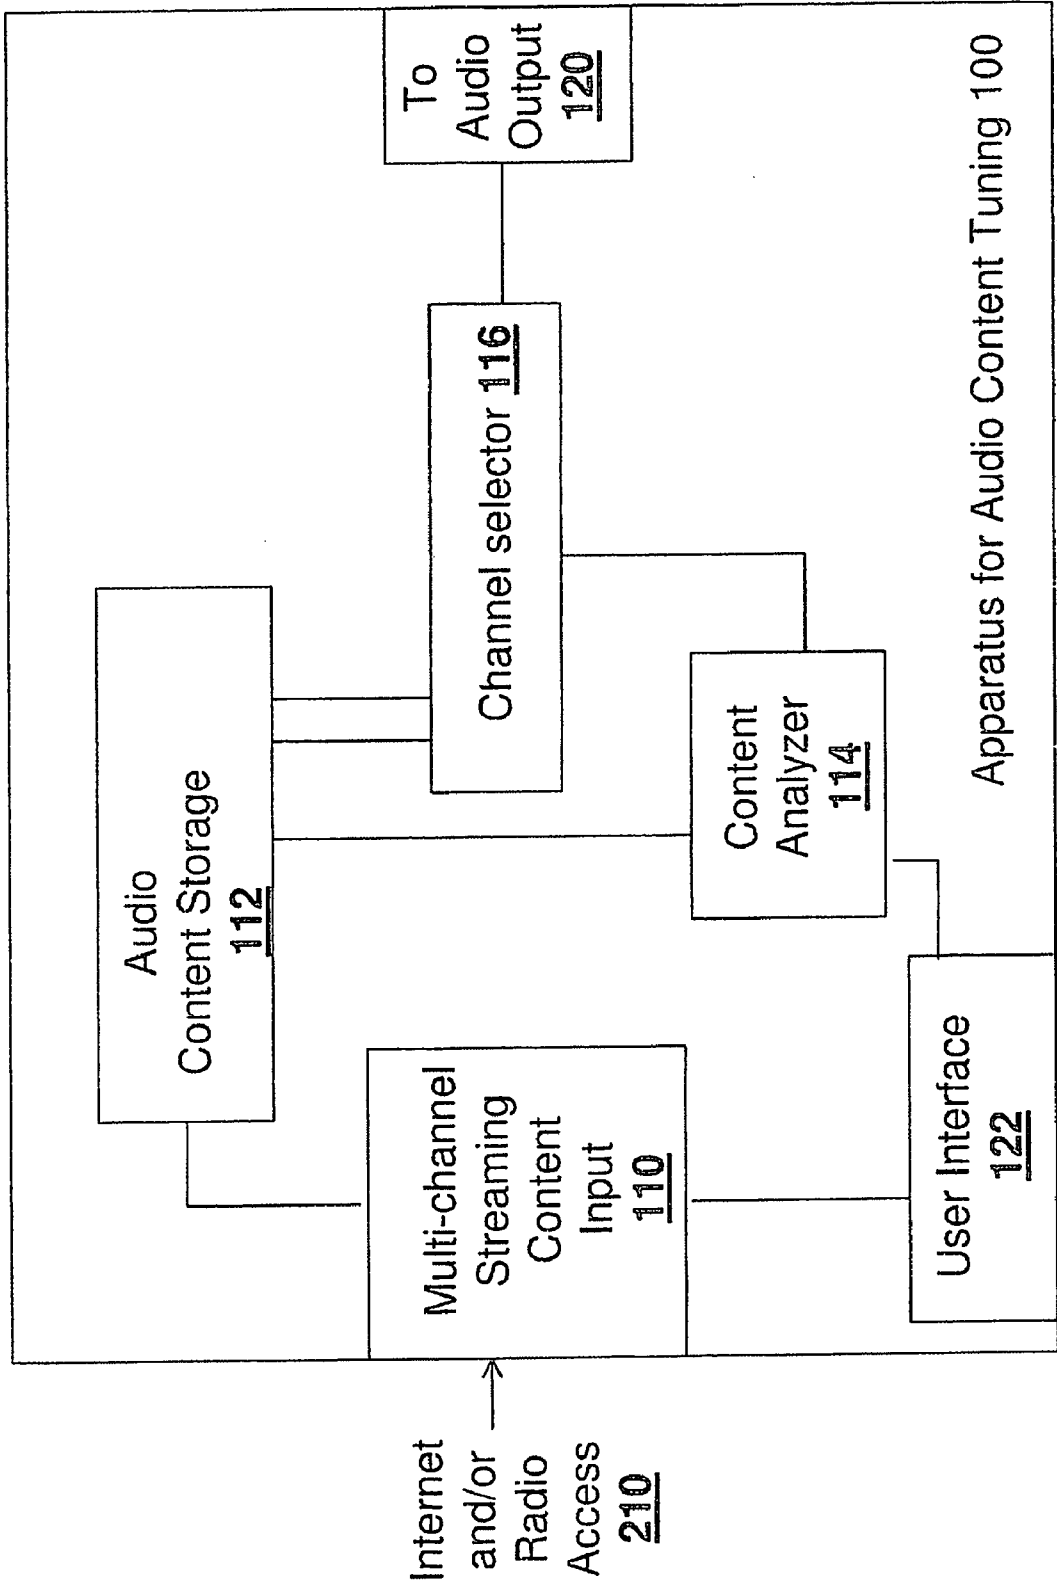 Audio
Content Storage
112
To
Audio
Output
120
Channel selector 116
Internet
and/or
Radio
Access
210
Multi-channel
Streaming
Content
Input
110
Content
Analyzer
114
User Interface
122
Apparatus for Audio Content Tuning 100